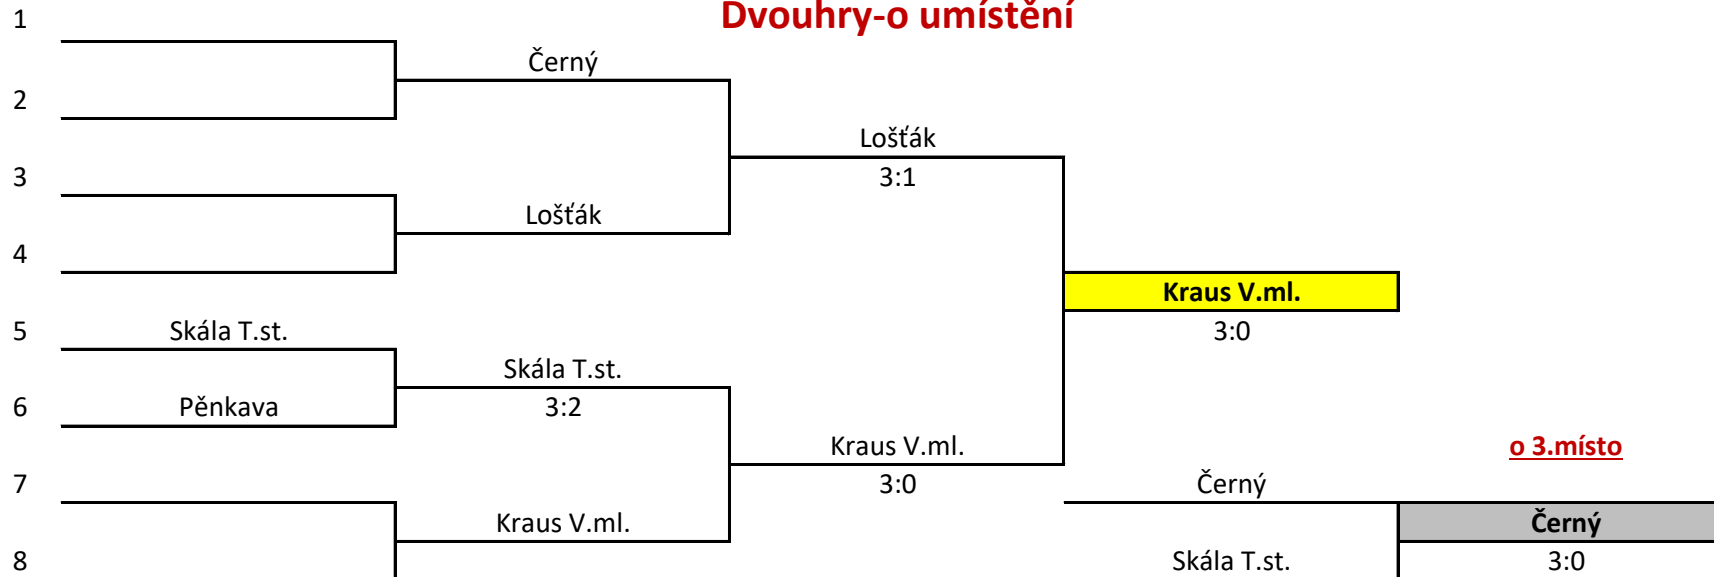 Dvouhry-o umístění
1
Černý
2
Lošťák
3
3:1
Lošťák
4
Kraus V.ml.
5
Skála T.st.
3:0
Skála T.st.
6
Pěnkava
3:2
Kraus V.ml.
o 3.místo
7
3:0
Černý
Kraus V.ml.
Černý
8
Skála T.st.
3:0